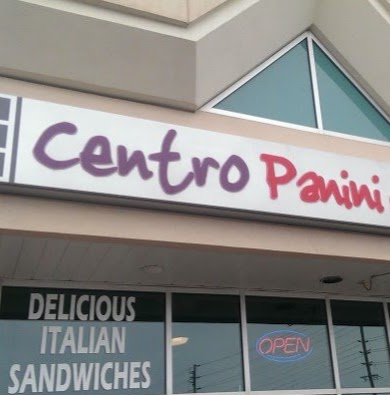 Centro Panini
DELICIOUS
ITALIAN
SANDWICHES
OPEN